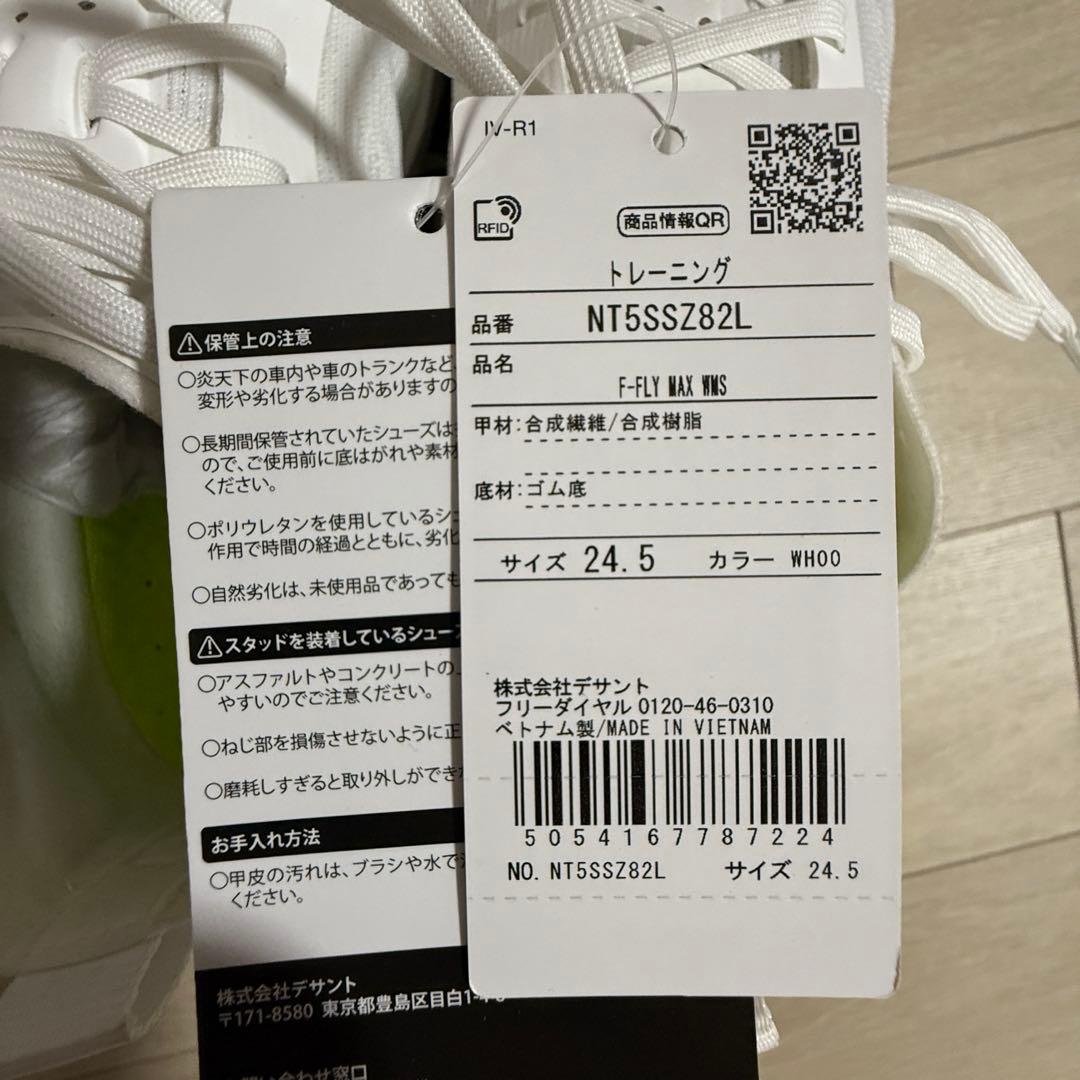 IV-R1
RFID
商品情報QR
トレーニング
品番 NT5SSZ82L
品名
F-FLY MAX WMS
甲材:合成繊維/合成樹脂
底材:ゴム底
サイズ 24.5 カラー WH00
株式会社デサント
フリーダイヤル 0120-46-0310
ベトナム製/MADE IN VIETNAM
5054167787224
NO. NT5SSZ82L サイズ 24.5
保管上の注意
○炎天下の車内や車のトランクなど
変形や劣化する場合がありますの
○長期間保管されていたシューズは
ので、ご使用前に底はがれや素材
ください。
○ポリウレタンを使用しているシュ
作用で時間の経過とともに、劣化
○自然劣化は、未使用品であっても
スタッドを装着しているシュー
○アスファルトやコンクリートの
やすいのでご注意ください。
○ねじ部を損傷させないように正
○磨耗しすぎると取り外しができ
お手入れ方法
○甲皮の汚れは、ブラシや水で
ください。
株式会社デサント
〒171-8580 東京都豊島区目白1-4-8